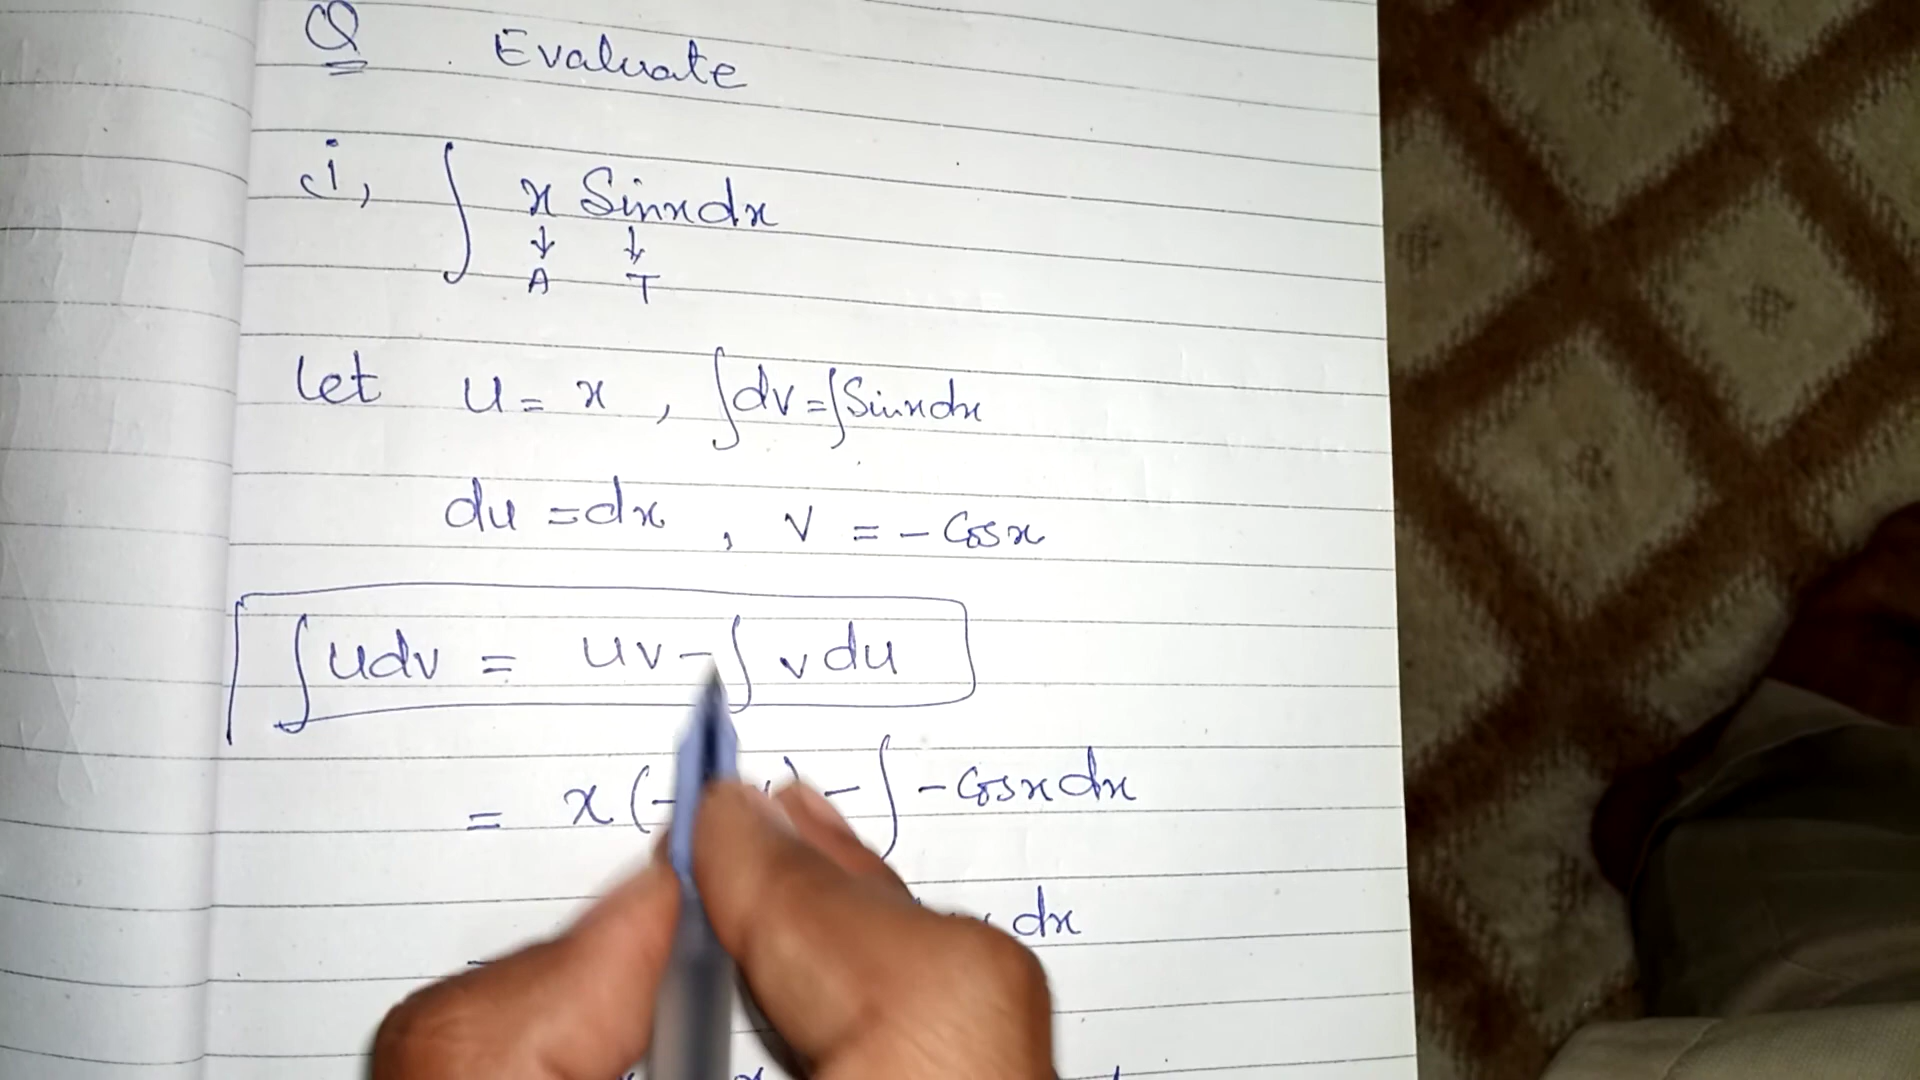 Q Evaluate
i, ∫ x Sinx dx
↓ ↓
A T
let u = x , ∫dv = ∫Sinx dx
du = dx , v = - Cosx
∫udv = uv - ∫ v du
= x (- ) - ∫ - Cosx dx
dx